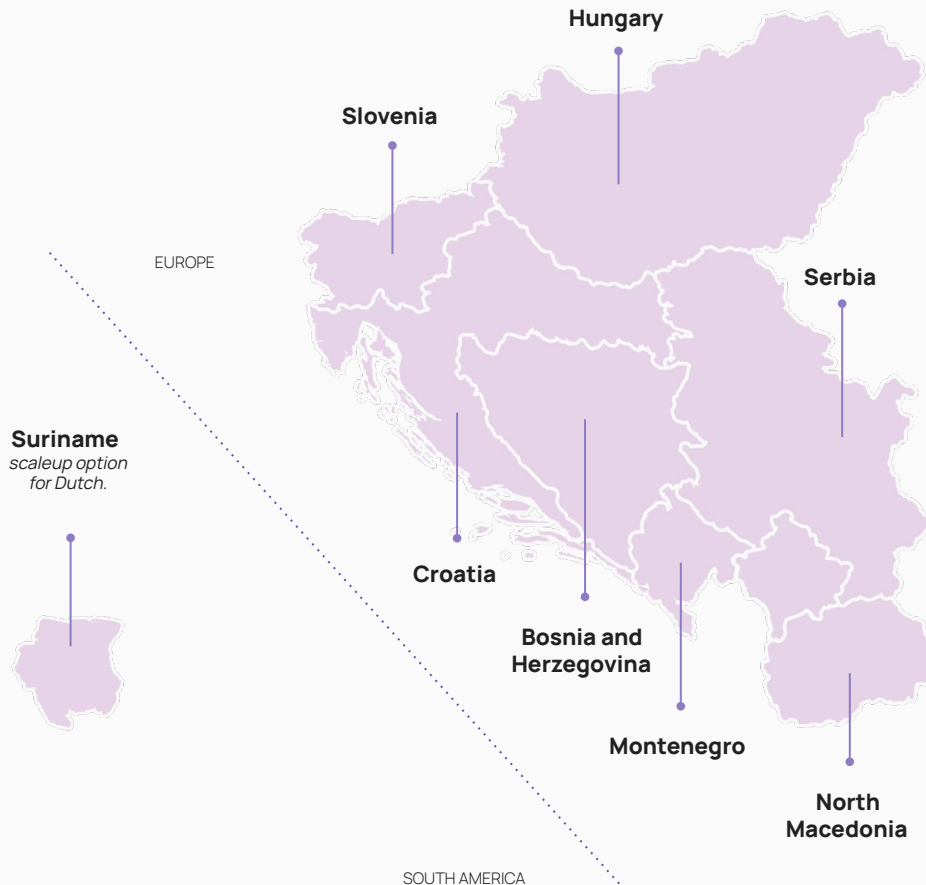 Hungary
Slovenia
EUROPE
Serbia
Suriname
scaleup option
for Dutch.
Croatia
Bosnia and
Herzegovina
Montenegro
North
Macedonia
SOUTH AMERICA